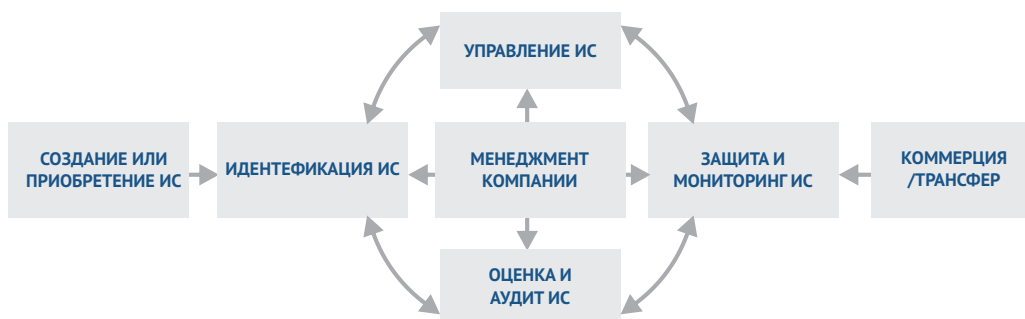 УПРАВЛЕНИЕ ИС
СОЗДАНИЕ ИЛИ
ПРИОБРЕТЕНИЕ ИС
ИДЕНТЕФИКАЦИЯ ИС
МЕНЕДЖМЕНТ
КОМПАНИИ
ЗАЩИТА И
МОНИТОРИНГ ИС
КОММЕРЦИЯ
/ТРАНСФЕР
ОЦЕНКА И
АУДИТ ИС